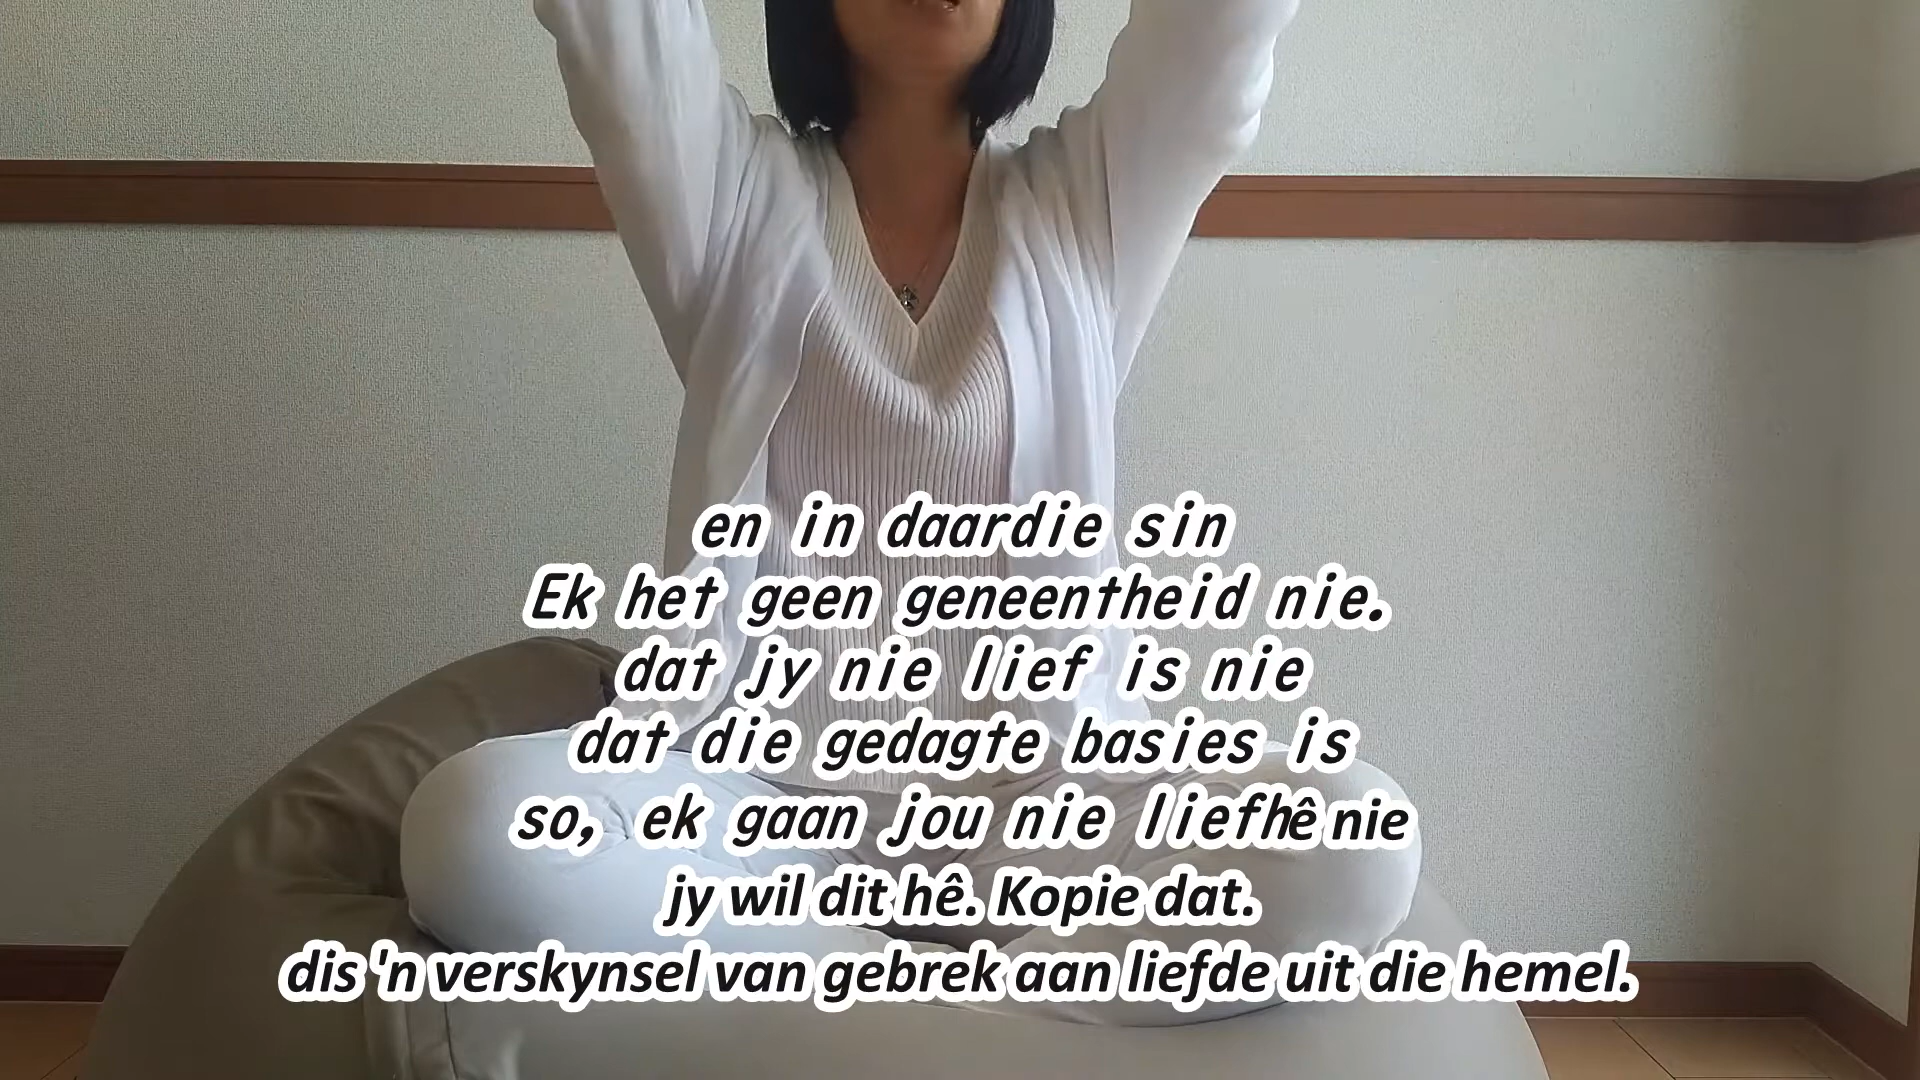 en in daardie sin
Ek het geen geneentheid nie.
dat jy nie lief is nie
dat die gedagte basies is
so, ek gaan jou nie liefhê nie
jy wil dit hê. Kopie dat.
dis 'n verskynsel van gebrek aan liefde uit die hemel.